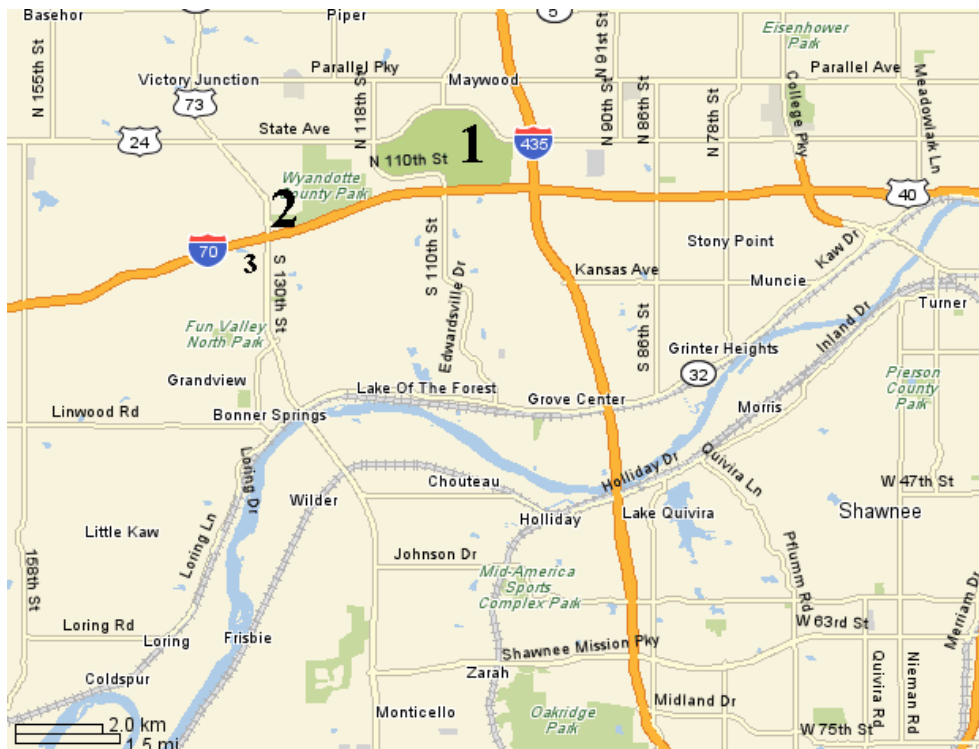 Basehor
Piper
5
N 155th St
N 91st St
Eisenhower
Park
Parallel Pky
Parallel Ave
Victory Junction
Maywood
73
N 118th St
N 90th St
N 86th St
N 78th St
College Pky
Meadowlark Ln
24
State Ave
1
435
N 110th St
Wyandotte
County Park
2
40
70
3
S 130th St
S 110th St
Stony Point
Kaw Dr
Kansas Ave
Muncie
Edwardsville Dr
S 86th St
Inland Dr
Turner
Fun Valley
North Park
Grinter Heights
32
Grandview
Lake Of The Forest
Grove Center
Pierson
County
Park
Linwood Rd
Bonner Springs
Morris
Loring Dr
Holliday Dr
Quivira Ln
Chouteau
W 47th St
Wilder
Holliday
Lake Quivira
Shawnee
Little Kaw
Loring Ln
158th St
Johnson Dr
Pflumm Rd
Mid-America
Sports
Complex Park
Merriam Dr
Loring Rd
Loring
Frisbie
W 63rd St
Shawnee Mission Pky
Zarah
Coldspur
Quivira Rd
Nieman Rd
Midland Dr
Monticello
Oakridge
Park
W 75th St
2.0 km
1.5 mi